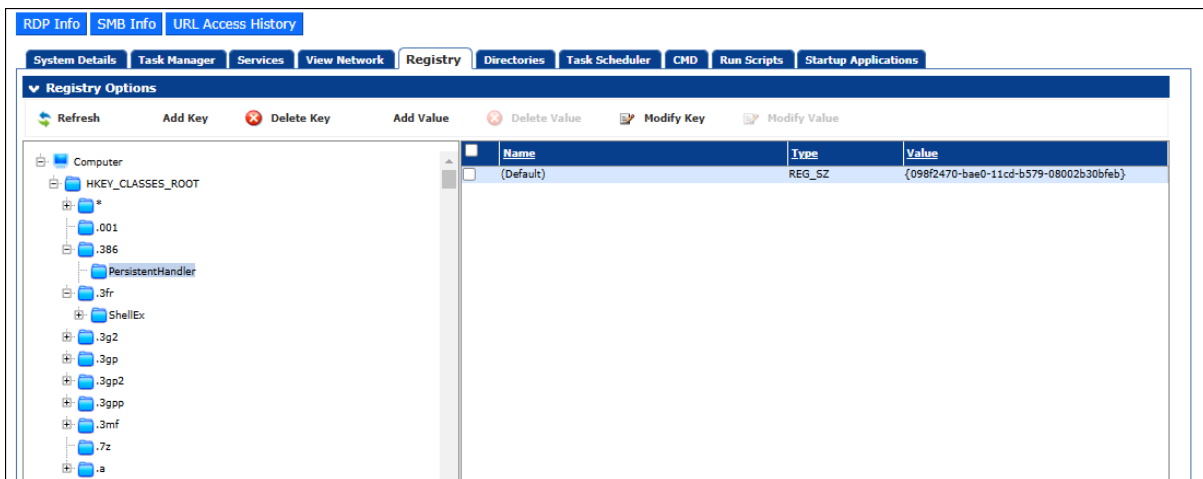 RDP Info SMB Info URL Access History
System Details Task Manager Services View Network Registry Directories Task Scheduler CMD Run Scripts Startup Applications
Registry Options
Refresh Add Key Delete Key Add Value Delete Value Modify Key Modify Value
Computer
HKEY_CLASSES_ROOT
*
.001
.386
PersistentHandler
.3fr
ShellEx
.3g2
.3gp
.3gp2
.3gpp
.3mf
.7z
.a
Name Type Value
(Default) REG_SZ {098f2470-bae0-11cd-b579-08002b30bfeb}